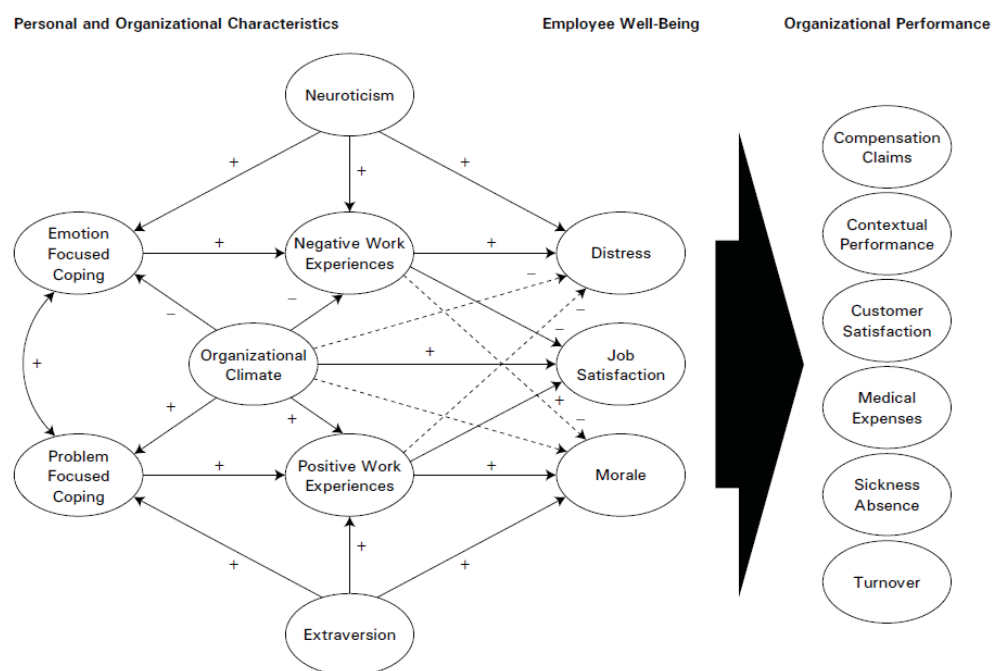 Personal and Organizational Characteristics
Employee Well-Being
Organizational Performance
Neuroticism
+
+
+
Compensation
Claims
Emotion
Focused
Coping
+
Negative Work
Experiences
+
Distress
Contextual
Performance
–
–
–
–
–
Customer
Satisfaction
+
Organizational
Climate
+
Job
Satisfaction
+
+
+
–
Medical
Expenses
Problem
Focused
Coping
+
Positive Work
Experiences
+
Morale
Sickness
Absence
+
+
+
Turnover
Extraversion